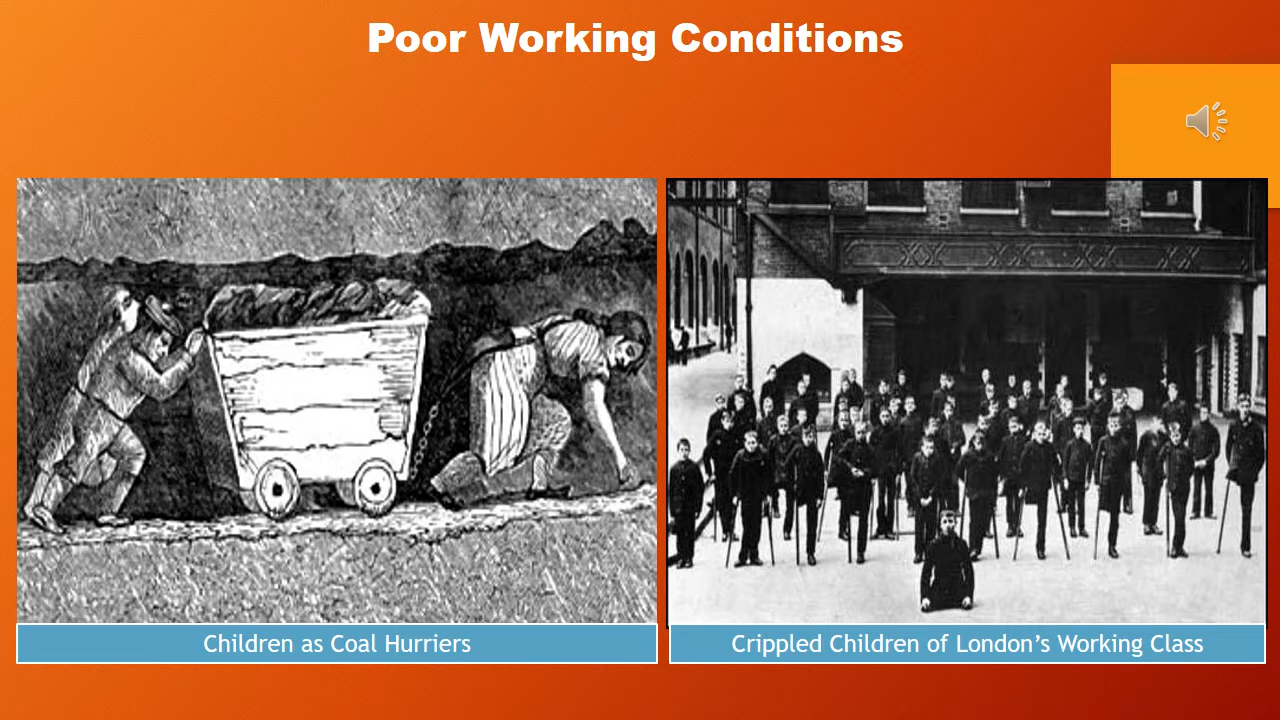 Poor Working Conditions
Children as Coal Hurriers
Crippled Children of London's Working Class